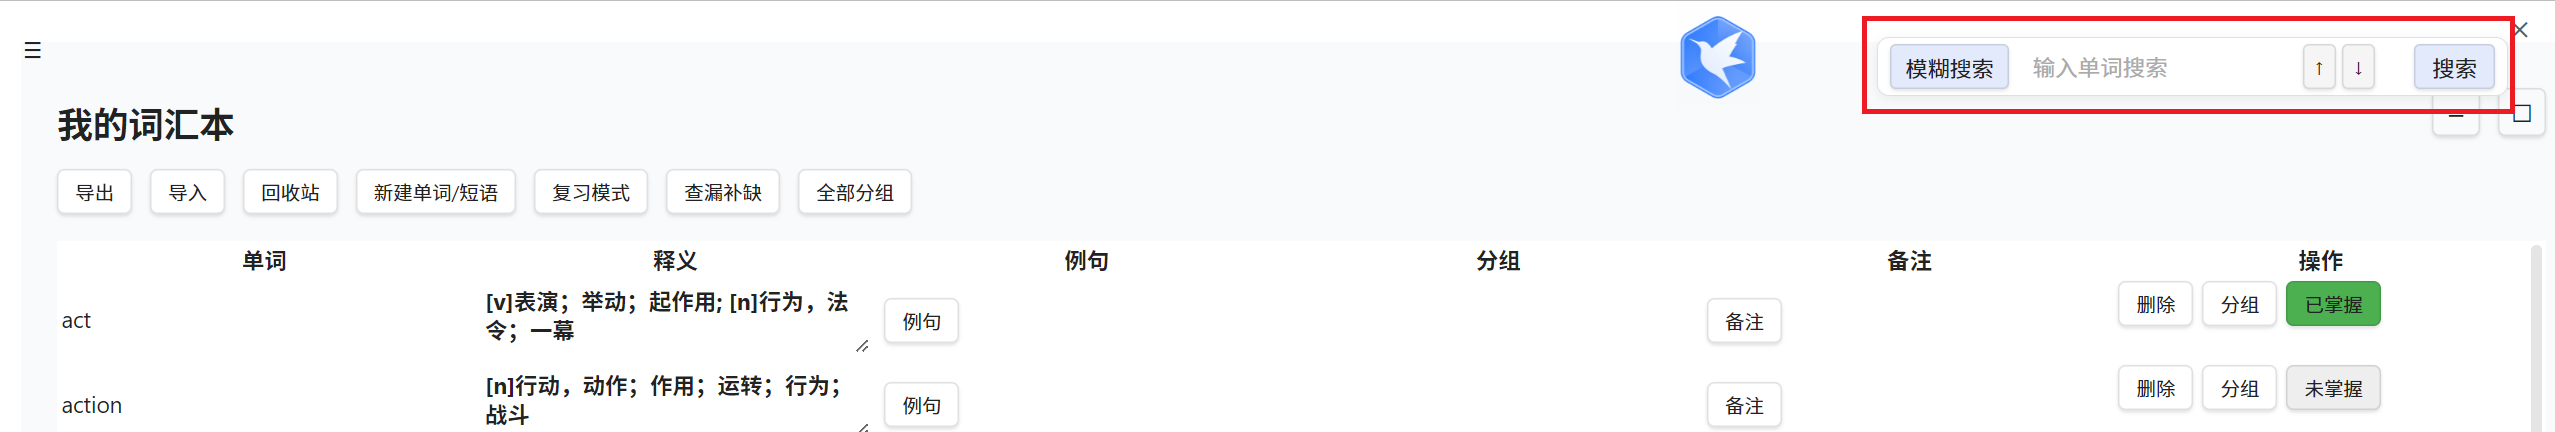 ☰
模糊搜索 输入单词搜索 ↑ ↓ 搜索
我的词汇本
导出 导入 回收站 新建单词/短语 复习模式 查漏补缺 全部分组
单词 释义 例句 分组 备注 操作
act [v]表演；举动；起作用; [n]行为，法
令；一幕 例句 备注 删除 分组 已掌握
action [n]行动，动作；作用；运转；行为；
战斗 例句 备注 删除 分组 未掌握